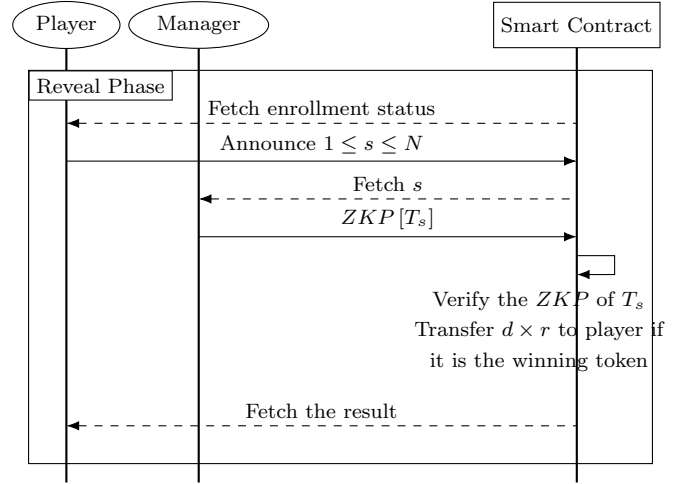 Player
Manager
Smart Contract
Reveal Phase
Fetch enrollment status
Announce 1 ≤ s ≤ N
Fetch s
ZKP [T_s]
Verify the ZKP of T_s
Transfer d × r to player if
it is the winning token
Fetch the result